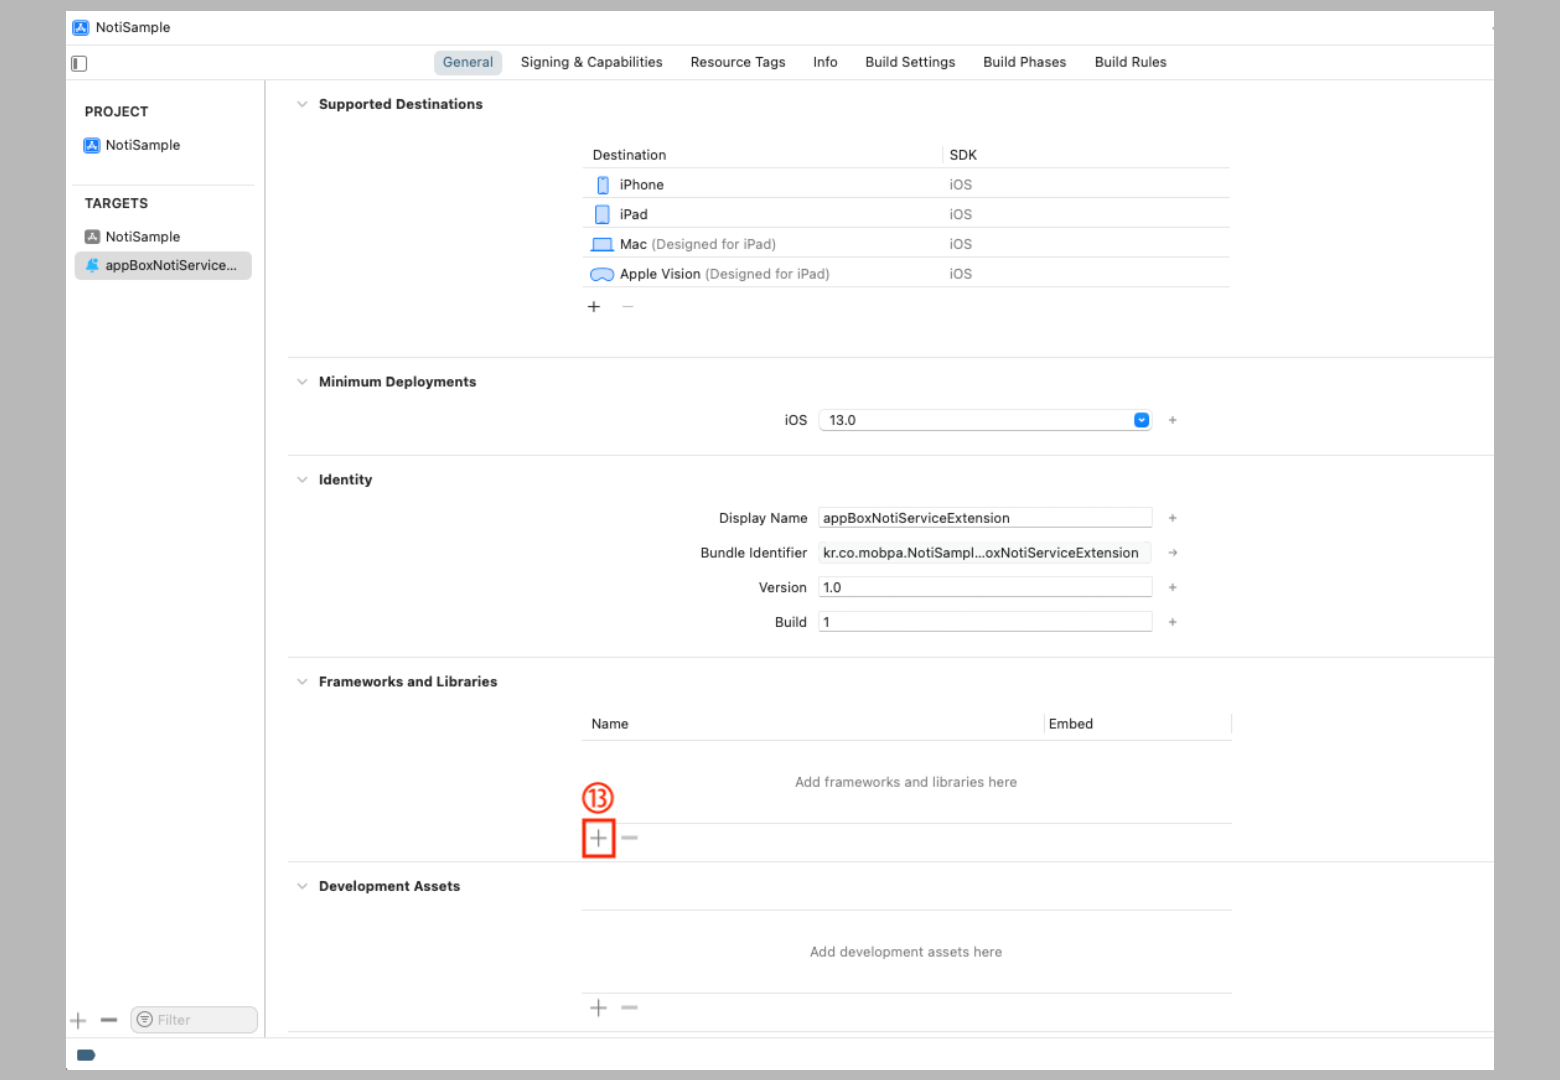 NotiSample
General Signing & Capabilities Resource Tags Info Build Settings Build Phases Build Rules
PROJECT
NotiSample
TARGETS
NotiSample
appBoxNotiService...
Supported Destinations
Destination SDK
iPhone iOS
iPad iOS
Mac (Designed for iPad) iOS
Apple Vision (Designed for iPad) iOS
+ −
Minimum Deployments
iOS 13.0 +
Identity
Display Name appBoxNotiServiceExtension +
Bundle Identifier kr.co.mobpa.NotiSampl...oxNotiServiceExtension →
Version 1.0 +
Build 1 +
Frameworks and Libraries
Name Embed
Add frameworks and libraries here
⑬
+ −
Development Assets
Add development assets here
+ −
+ − Filter